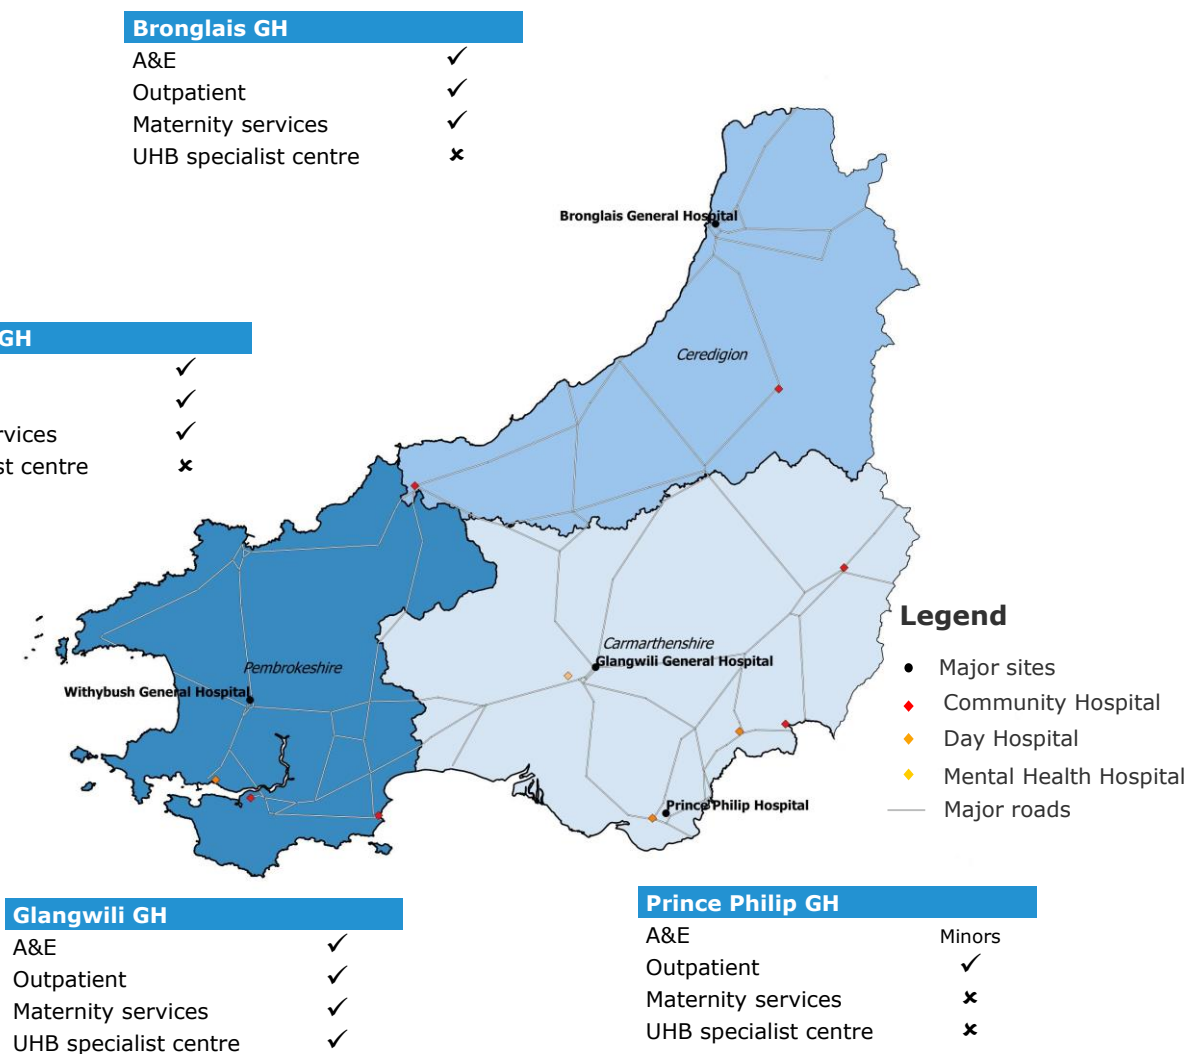 Bronglais GH
A&E ✓
Outpatient ✓
Maternity services ✓
UHB specialist centre ✗
Bronglais General Hospital
Ceredigion
GH
✓
✓
rvices ✓
st centre ✗
Carmarthenshire
Glangwili General Hospital
Pembrokeshire
Withybush General Hospital
Prince Philip Hospital
Legend
Major sites
Community Hospital
Day Hospital
Mental Health Hospital
Major roads
Glangwili GH
A&E ✓
Outpatient ✓
Maternity services ✓
UHB specialist centre ✓
Prince Philip GH
A&E Minors
Outpatient ✓
Maternity services ✗
UHB specialist centre ✗